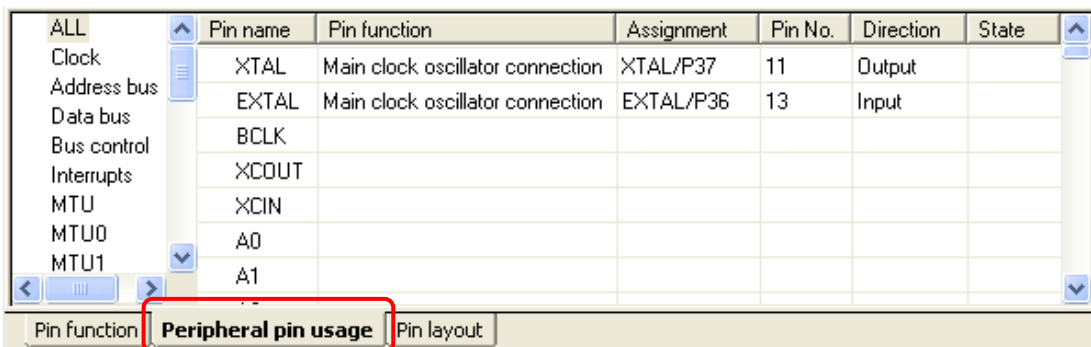 ALL
Clock
Address bus
Data bus
Bus control
Interrupts
MTU
MTU0
MTU1
Pin name Pin function Assignment Pin No. Direction State
XTAL Main clock oscillator connection XTAL/P37 11 Output
EXTAL Main clock oscillator connection EXTAL/P36 13 Input
BCLK
XCOUT
XCIN
A0
A1
Pin function Peripheral pin usage Pin layout